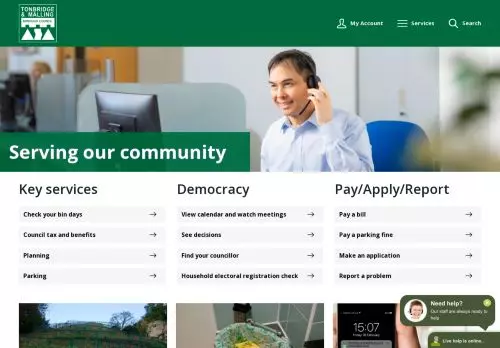 TONBRIDGE
& MALLING
BOROUGH COUNCIL
My Account
Services
Search
Serving our community
Key services
Democracy
Pay/Apply/Report
Check your bin days
View calendar and watch meetings
Pay a bill
Council tax and benefits
See decisions
Pay a parking fine
Planning
Find your councillor
Make an application
Parking
Household electoral registration check
Report a problem
Need help?
Our staff are always ready to
help
15:07
Live help is online..